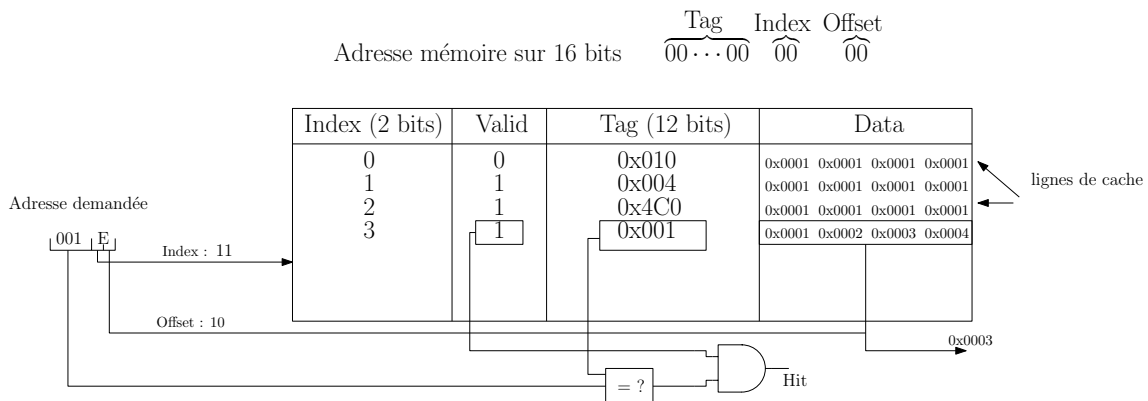 Tag Index Offset
Adresse mémoire sur 16 bits 00 · · · 00 00 00
Index (2 bits) Valid Tag (12 bits) Data
0 0 0x010 0x0001 0x0001 0x0001 0x0001
1 1 0x004 0x0001 0x0001 0x0001 0x0001
lignes de cache
2 1 0x4C0 0x0001 0x0001 0x0001 0x0001
Adresse demandée
3 1 0x001 0x0001 0x0002 0x0003 0x0004
001 E
Index : 11
Offset : 10
0x0003
= ?
Hit